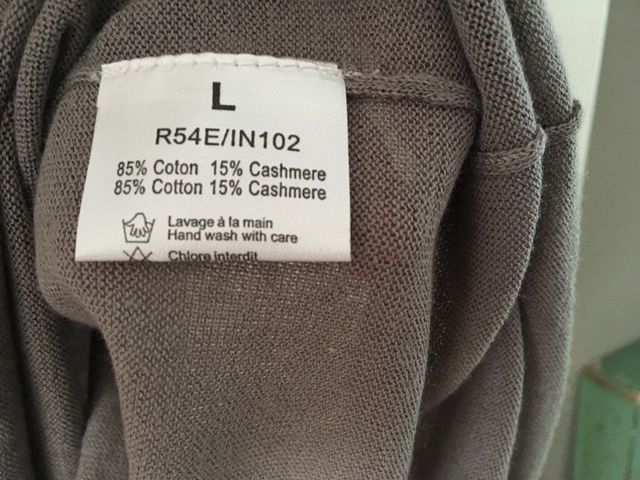 L
R54E/IN102
85% Coton 15% Cashmere
85% Cotton 15% Cashmere
Lavage à la main
Hand wash with care
Chlore interdit